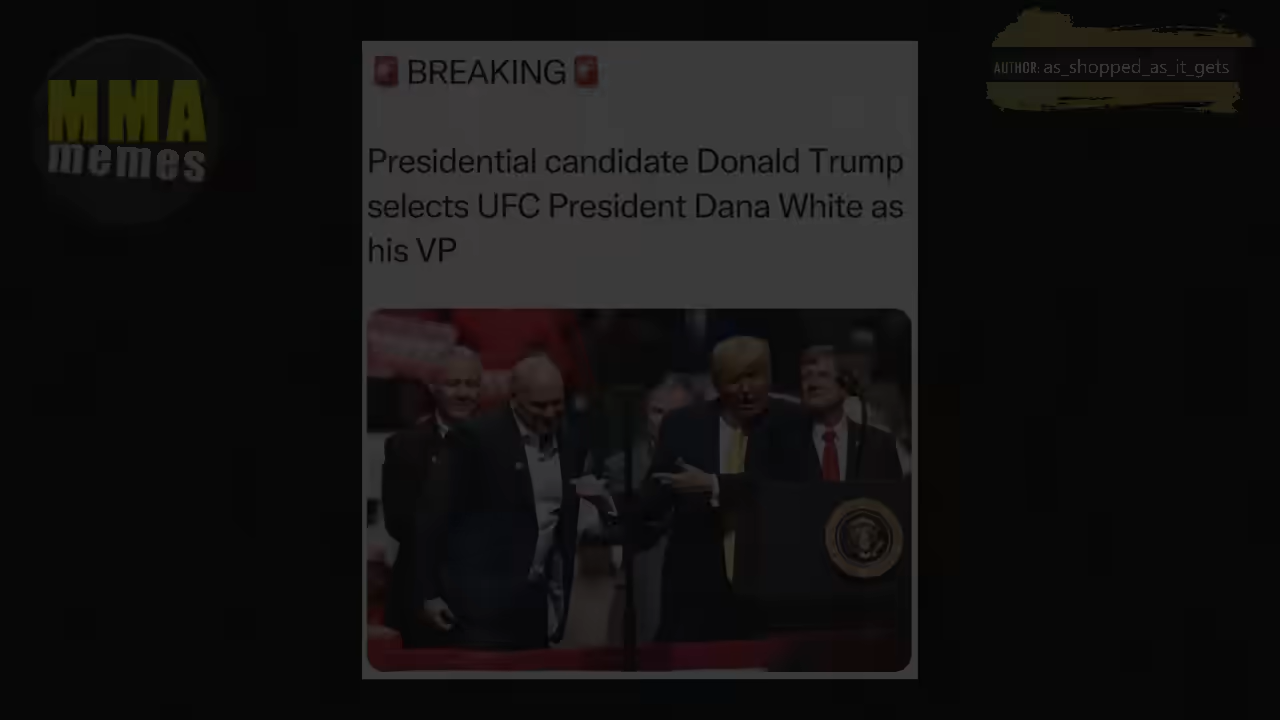 MMA
memes
AUTHOR: as_shopped_as_it_gets
🚨 BREAKING 🚨
Presidential candidate Donald Trump
selects UFC President Dana White as
his VP